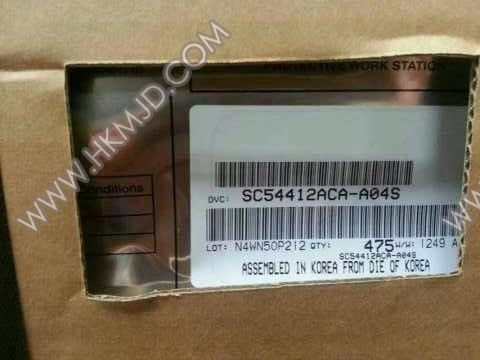 WORK STATION
DVC: SC54412ACA-A04S
onditions
LOT: N4WN50P212 QTY: 475 W/W: 1249 A
SC54412ACA-A04S
ASSEMBLED IN KOREA FROM DIE OF KOREA
WWW.HKMJD.COM
WWW.HKMJD.COM